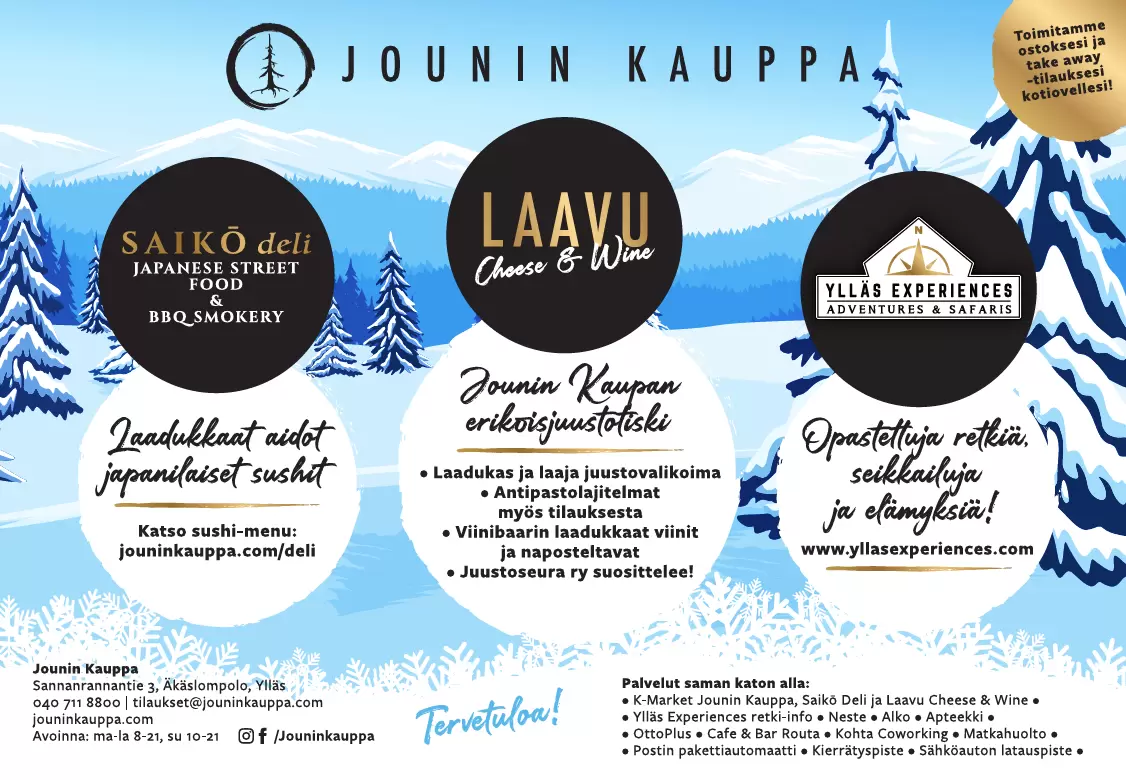 JOUNIN KAUPPA
Toimitamme
ostoksesi ja
take away
-tilauksesi
kotiovellesi!
SAIKŌ deli
JAPANESE STREET
FOOD
&
BBQ SMOKERY
Laadukkaat aidot
japanilaiset sushit
Katso sushi-menu:
jouninkauppa.com/deli
LAAVU
Cheese & Wine
Jounin Kaupan
erikoisjuustotiski
● Laadukas ja laaja juustovalikoima
● Antipastolajitelmat
myös tilauksesta
● Viinibaarin laadukkaat viinit
ja naposteltavat
● Juustoseura ry suosittelee!
N
YLLÄS EXPERIENCES
ADVENTURES & SAFARIS
Opastettuja retkiä,
seikkailuja
ja elämyksiä!
www.yllasexperiences.com
Jounin Kauppa
Sannanrannantie 3, Äkäslompolo, Ylläs
040 711 8800 | tilaukset@jouninkauppa.com
jouninkauppa.com
Avoinna: ma-la 8-21, su 10-21 /Jouninkauppa
Tervetuloa!
Palvelut saman katon alla:
● K-Market Jounin Kauppa, Saikō Deli ja Laavu Cheese & Wine ●
● Ylläs Experiences retki-info ● Neste ● Alko ● Apteekki ●
● OttoPlus ● Cafe & Bar Routa ● Kohta Coworking ● Matkahuolto ●
● Postin pakettiautomaatti ● Kierrätyspiste ● Sähköauton latauspiste ●